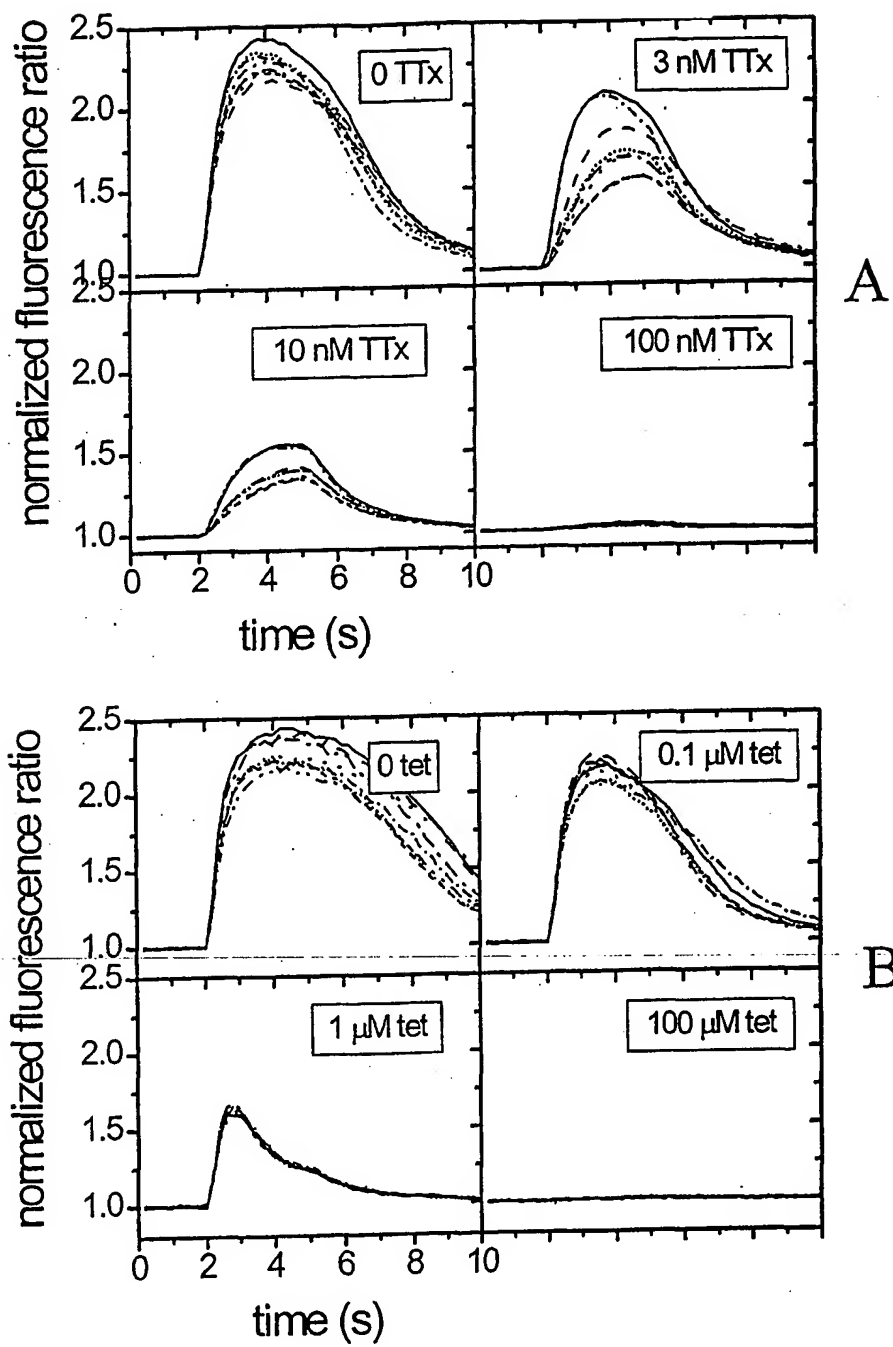 normalized fluorescence ratio
2.5
2.0
1.5
1.0
0 TTx
3 nM TTx
A
2.5
2.0
1.5
1.0
10 nM TTx
100 nM TTx
0 2 4 6 8 10
time (s)
normalized fluorescence ratio
2.5
2.0
1.5
1.0
0 tet
0.1 μM tet
B
2.5
2.0
1.5
1.0
1 μM tet
100 μM tet
0 2 4 6 8 10
time (s)